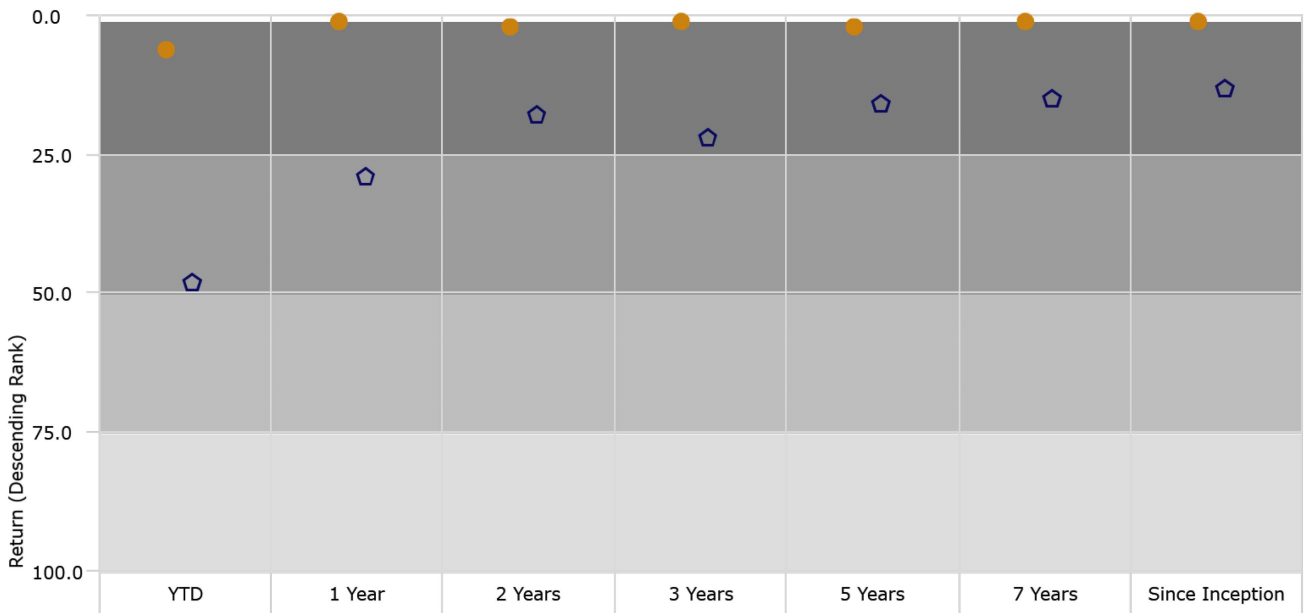 Return (Descending Rank)
0.0
25.0
50.0
75.0
100.0
YTD
1 Year
2 Years
3 Years
5 Years
7 Years
Since Inception